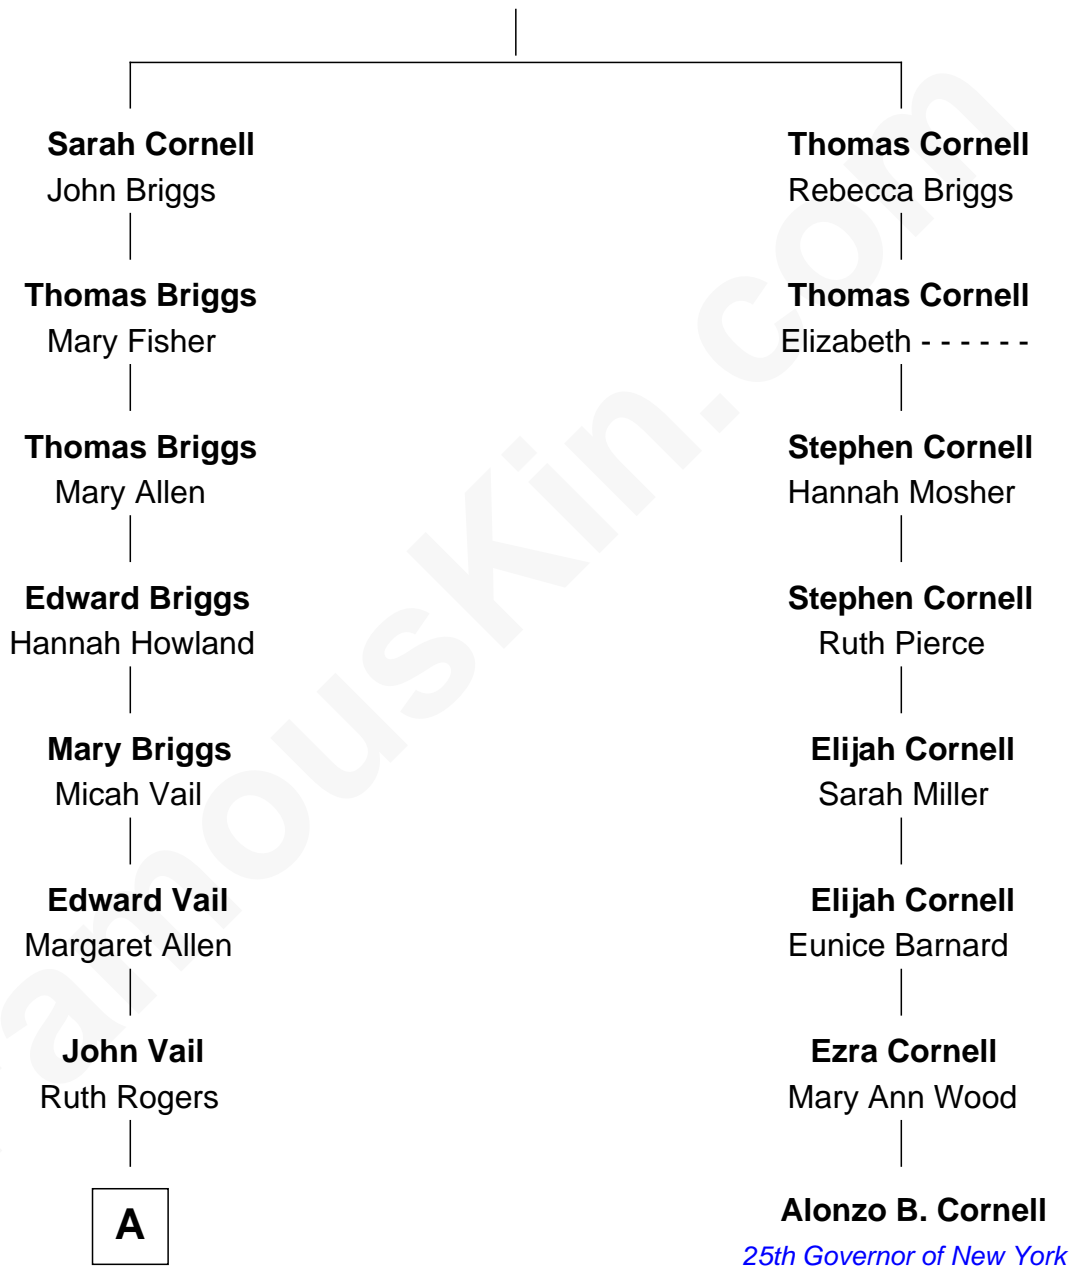 Sarah Cornell
John Briggs
Thomas Briggs
Mary Fisher
Thomas Briggs
Mary Allen
Edward Briggs
Hannah Howland
Mary Briggs
Micah Vail
Edward Vail
Margaret Allen
John Vail
Ruth Rogers
A
Thomas Cornell
Rebecca Briggs
Thomas Cornell
Elizabeth - - - - - -
Stephen Cornell
Hannah Mosher
Stephen Cornell
Ruth Pierce
Elijah Cornell
Sarah Miller
Elijah Cornell
Eunice Barnard
Ezra Cornell
Mary Ann Wood
Alonzo B. Cornell
25th Governor of New York
amouskin.com